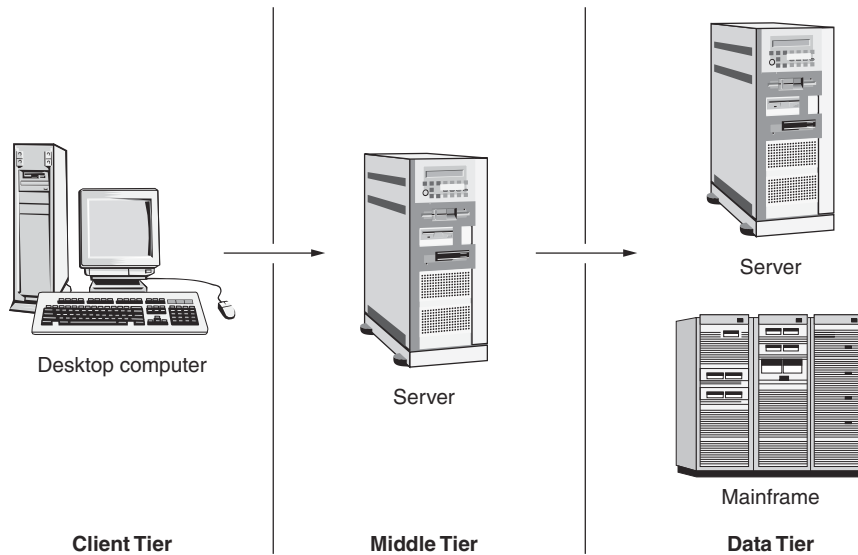 Desktop computer
Server
Server
Mainframe
Client Tier
Middle Tier
Data Tier